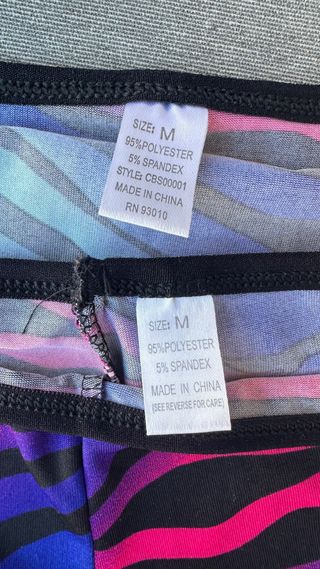 SIZE: M
95%POLYESTER
5% SPANDEX
STYLE: CBS00001
MADE IN CHINA
RN 93010
SIZE: M
95%POLYESTER
5% SPANDEX
MADE IN CHINA
(SEE REVERSE FOR CARE)